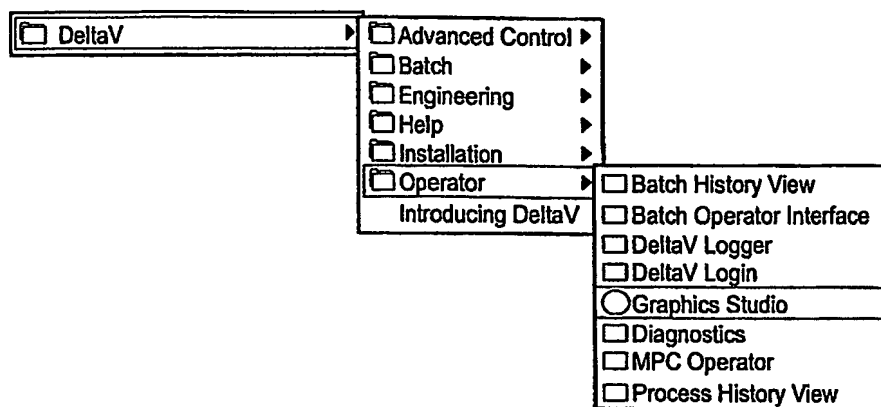 DeltaV
Advanced Control
Batch
Engineering
Help
Installation
Operator
Introducing DeltaV
Batch History View
Batch Operator Interface
DeltaV Logger
DeltaV Login
Graphics Studio
Diagnostics
MPC Operator
Process History View